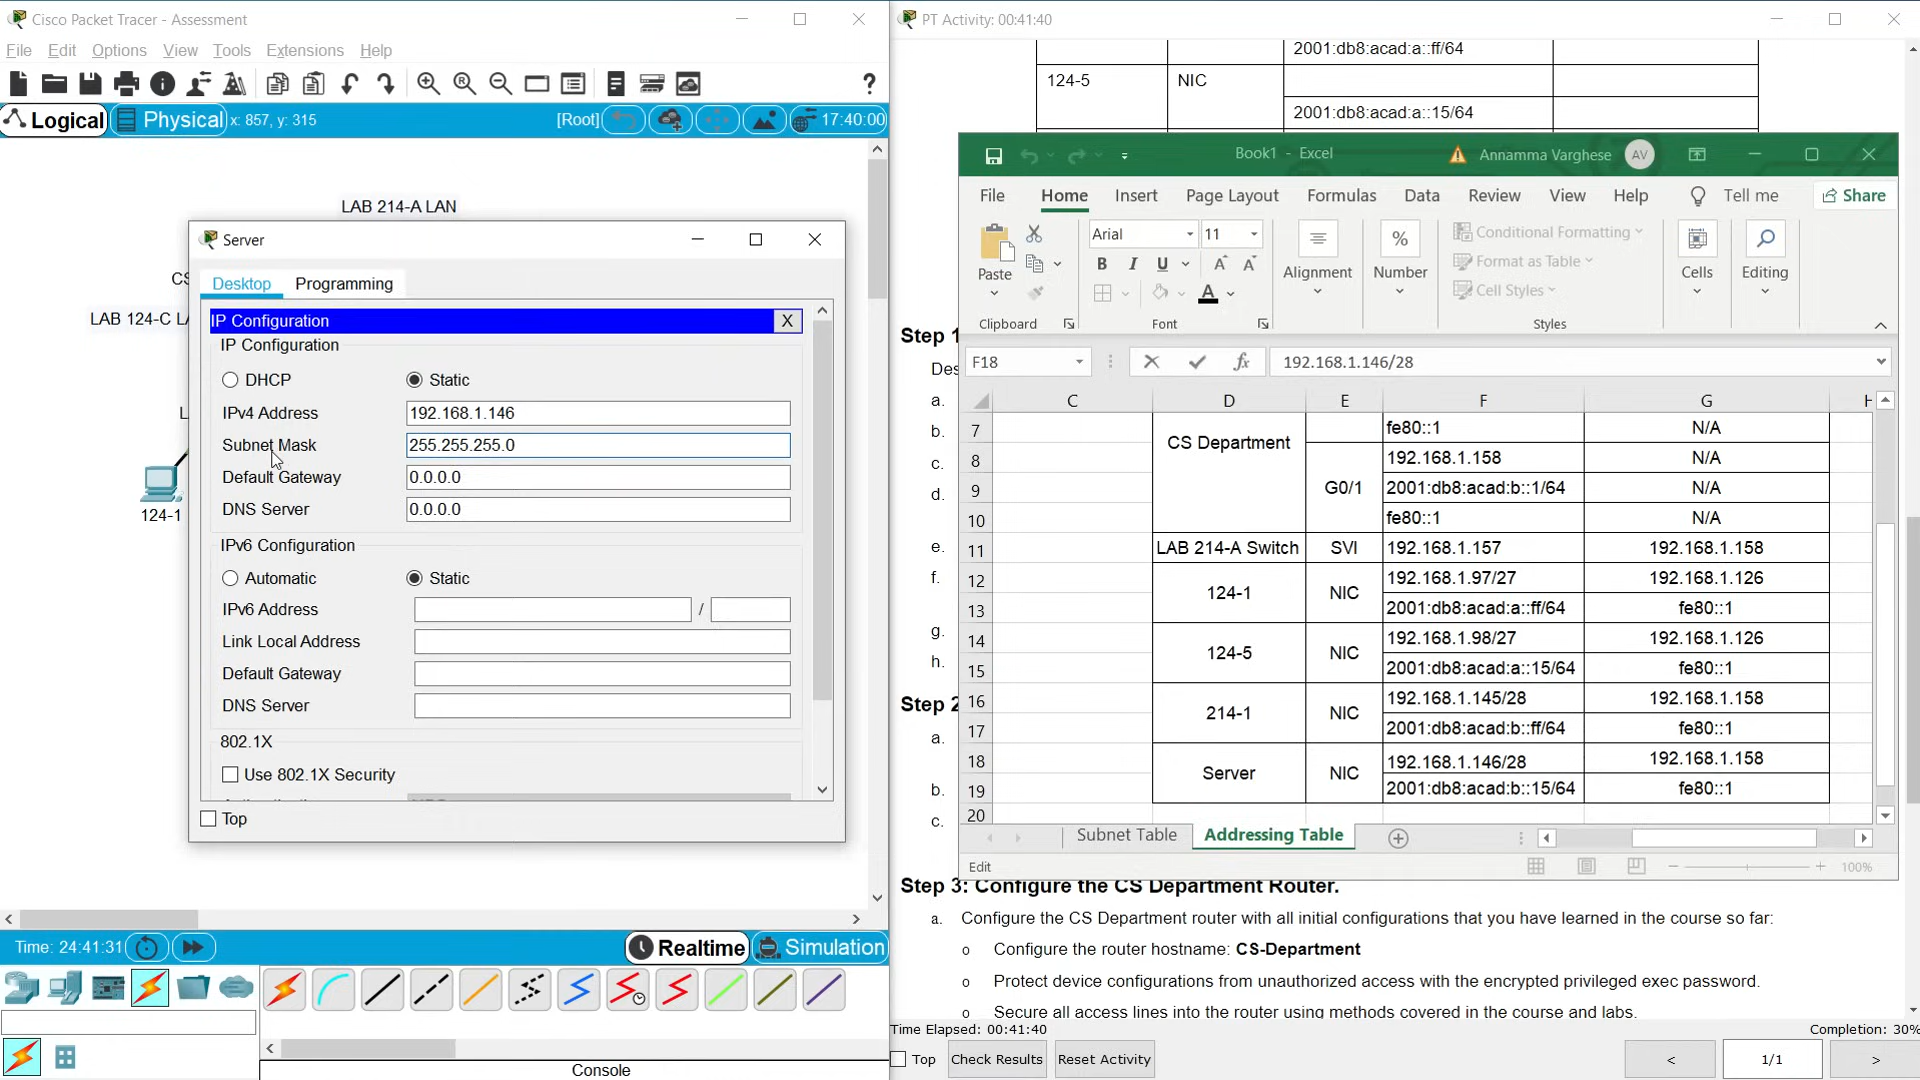 Cisco Packet Tracer - Assessment
File Edit Options View Tools Extensions Help
?
Logical Physical x: 857, y: 315 [Root] 17:40:00
LAB 214-A LAN
CS
LAB 124-C LA
L
124-1
Server
Desktop Programming
IP Configuration X
IP Configuration
DHCP Static
IPv4 Address 192.168.1.146
Subnet Mask 255.255.255.0
Default Gateway 0.0.0.0
DNS Server 0.0.0.0
IPv6 Configuration
Automatic Static
IPv6 Address /
Link Local Address
Default Gateway
DNS Server
802.1X
Use 802.1X Security
Top
Time: 24:41:31 Realtime Simulation
Console
PT Activity: 00:41:40
2001:db8:acad:a::ff/64
124-5 NIC
2001:db8:acad:a::15/64
Step 1
Des
a.
b.
c.
d.
e.
f.
g.
h.
Step 2
a.
b.
c.
Book1 - Excel Annamma Varghese AV
File Home Insert Page Layout Formulas Data Review View Help Tell me Share
Paste Arial 11 B I U A A A
Alignment % Number
Conditional Formatting
Format as Table
Cell Styles
Cells Editing
Clipboard Font Styles
F18 fx 192.168.1.146/28
C D E F G H
7 CS Department fe80::1 N/A
8 192.168.1.158 N/A
9 G0/1 2001:db8:acad:b::1/64 N/A
10 fe80::1 N/A
11 LAB 214-A Switch SVI 192.168.1.157 192.168.1.158
12 124-1 NIC 192.168.1.97/27 192.168.1.126
13 2001:db8:acad:a::ff/64 fe80::1
14 124-5 NIC 192.168.1.98/27 192.168.1.126
15 2001:db8:acad:a::15/64 fe80::1
16 214-1 NIC 192.168.1.145/28 192.168.1.158
17 2001:db8:acad:b::ff/64 fe80::1
18 Server NIC 192.168.1.146/28 192.168.1.158
19 2001:db8:acad:b::15/64 fe80::1
20
Subnet Table Addressing Table
Edit 100%
Step 3: Configure the CS Department Router.
a. Configure the CS Department router with all initial configurations that you have learned in the course so far:
o Configure the router hostname: CS-Department
o Protect device configurations from unauthorized access with the encrypted privileged exec password.
o Secure all access lines into the router using methods covered in the course and labs.
Time Elapsed: 00:41:40 Completion: 30%
Top Check Results Reset Activity < 1/1 >